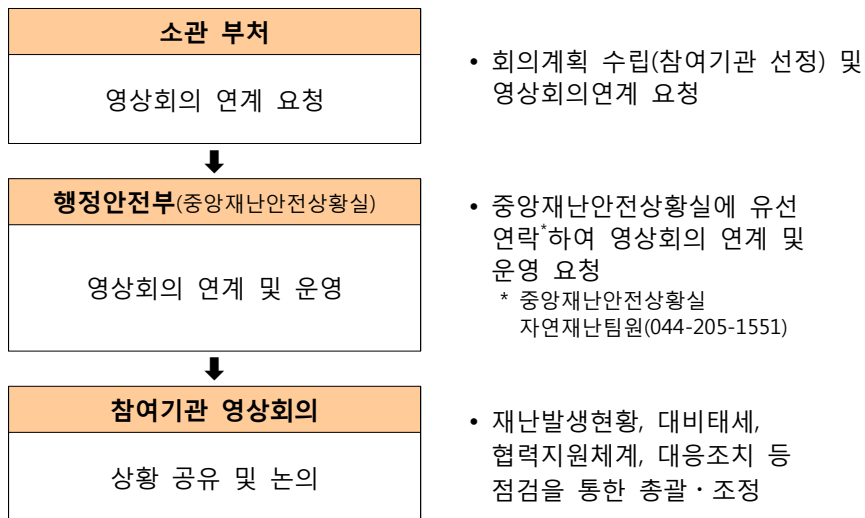 소관 부처
영상회의 연계 요청
• 회의계획 수립(참여기관 선정) 및
영상회의연계 요청
행정안전부(중앙재난안전상황실)
영상회의 연계 및 운영
• 중앙재난안전상황실에 유선
연락*하여 영상회의 연계 및
운영 요청
* 중앙재난안전상황실
자연재난팀원(044-205-1551)
참여기관 영상회의
상황 공유 및 논의
• 재난발생현황, 대비태세,
협력지원체계, 대응조치 등
점검을 통한 총괄・조정